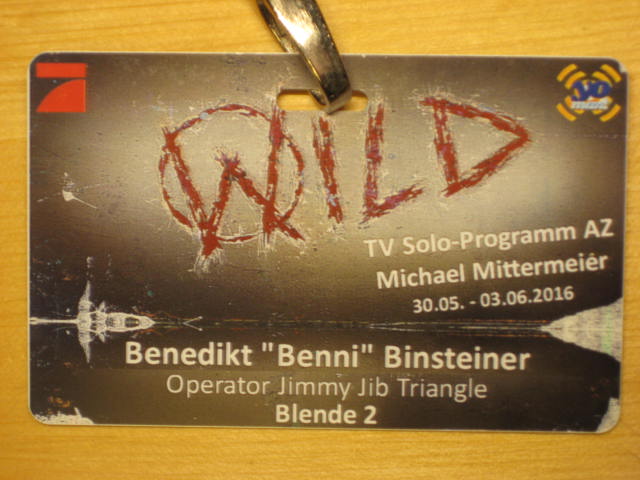 WILD
TV Solo-Programm AZ
Michael Mittermeier
30.05. - 03.06.2016
Benedikt "Benni" Binsteiner
Operator Jimmy Jib Triangle
Blende 2